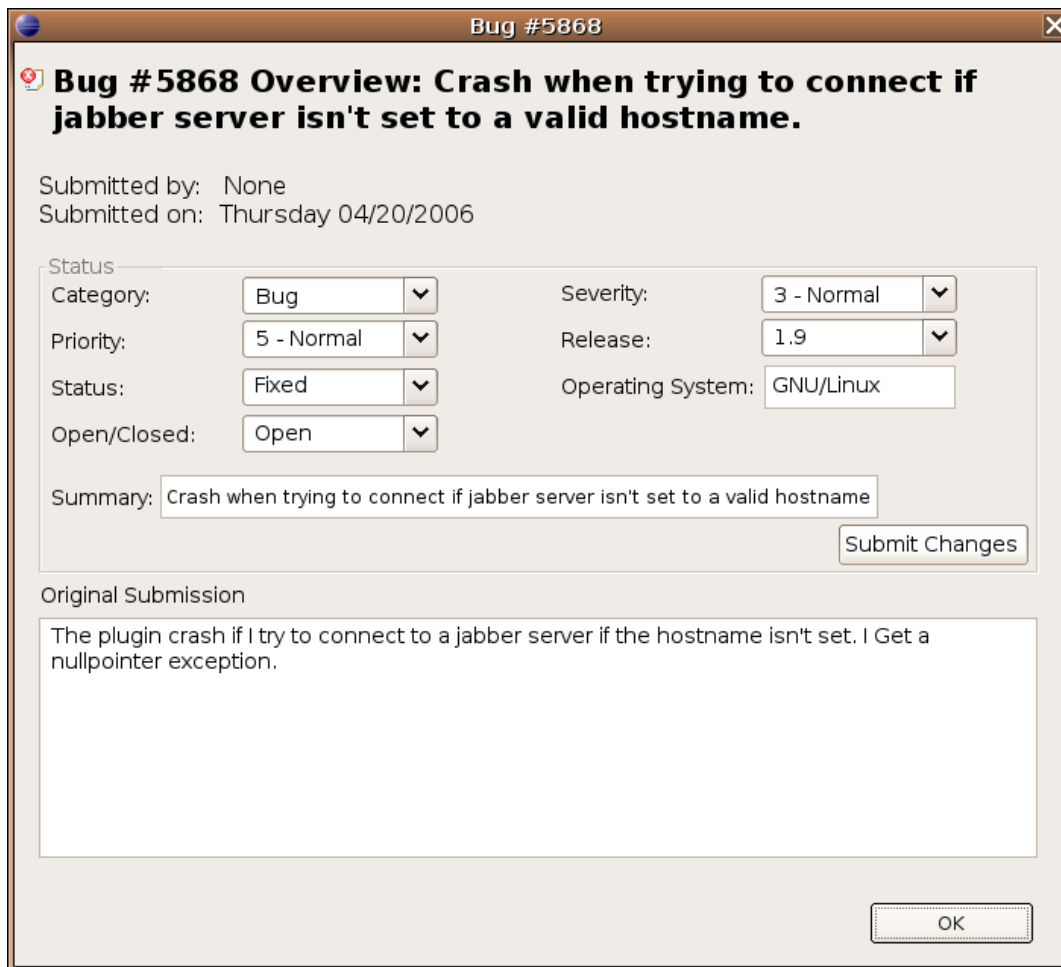 Bug #5868
Bug #5868 Overview: Crash when trying to connect if
jabber server isn't set to a valid hostname.
Submitted by: None
Submitted on: Thursday 04/20/2006
Status
Category: Bug Severity: 3 - Normal
Priority: 5 - Normal Release: 1.9
Status: Fixed Operating System: GNU/Linux
Open/Closed: Open
Summary: Crash when trying to connect if jabber server isn't set to a valid hostname
Submit Changes
Original Submission
The plugin crash if I try to connect to a jabber server if the hostname isn't set. I Get a
nullpointer exception.
OK